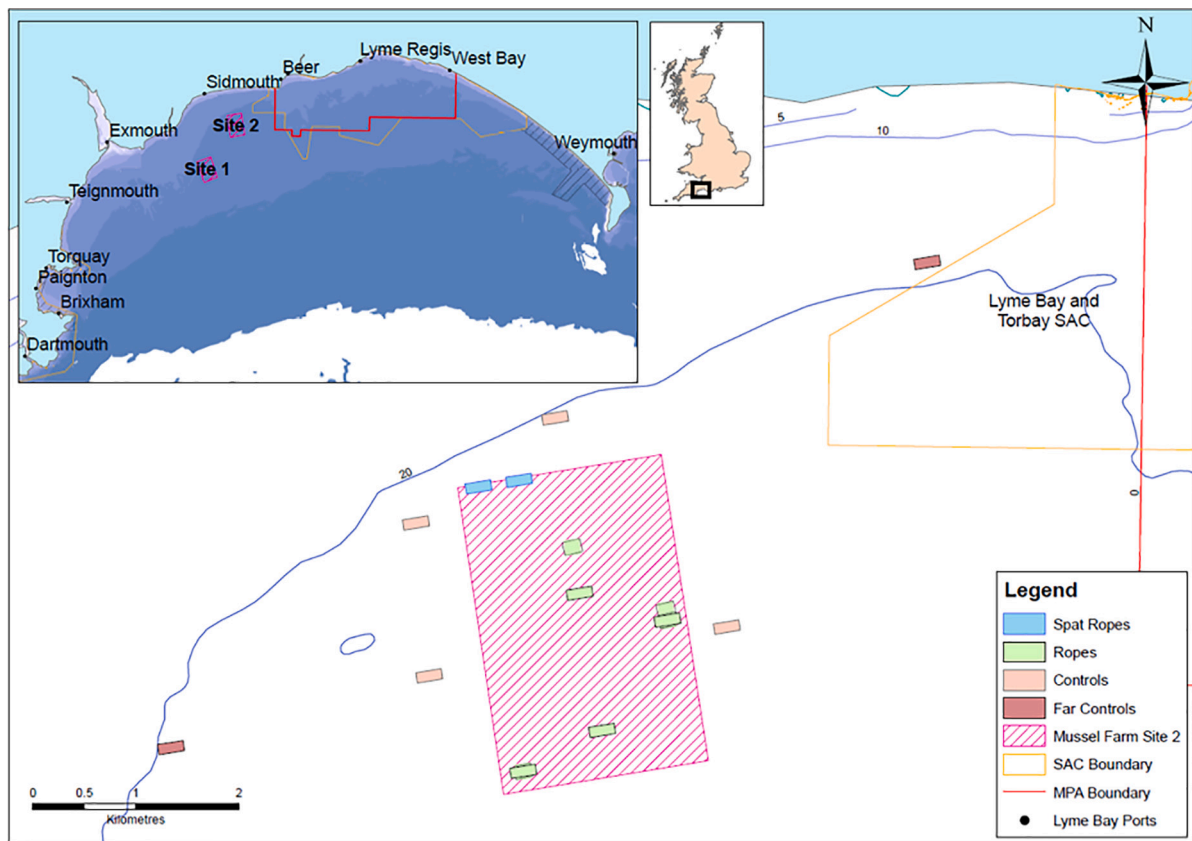 Lyme Regis
Beer
West Bay
Sidmouth
Site 2
Exmouth
Weymouth
Site 1
Teignmouth
Torquay
Paignton
Brixham
Dartmouth
N
5
10
Lyme Bay and
Torbay SAC
20
0
Legend
Spat Ropes
Ropes
Controls
Far Controls
Mussel Farm Site 2
SAC Boundary
MPA Boundary
Lyme Bay Ports
0 0.5 1 2
Kilometres